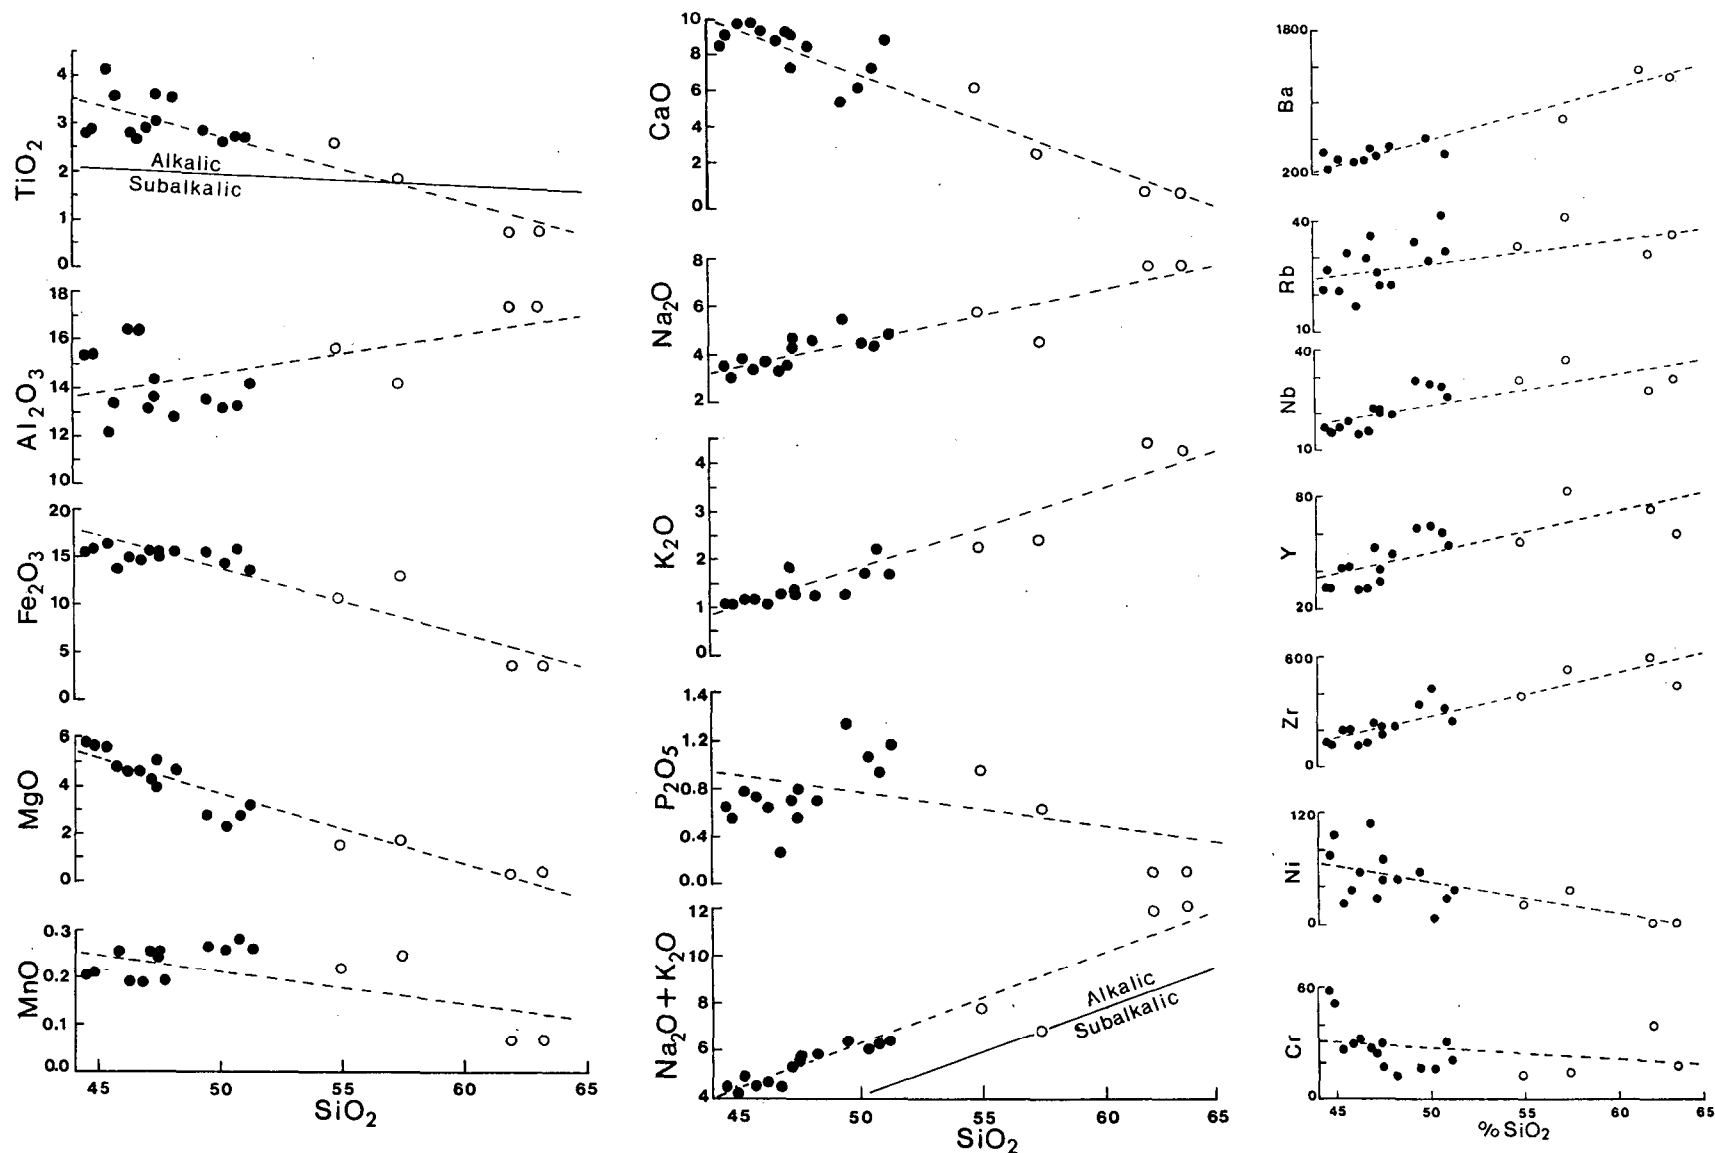 TiO2
4
3
2
1
0
Alkalic
Subalkalic
Al2O3
18
16
14
12
10
Fe2O3
20
15
10
5
0
MgO
6
4
2
0
MnO
0.3
0.2
0.1
0.0
45 50 55 60 65
SiO2
CaO
10
8
6
4
2
0
Na2O
8
6
4
2
K2O
4
3
2
1
0
P2O5
1.4
1.2
0.8
0.4
0.0
Na2O+K2O
12
10
8
6
4
Alkalic
Subalkalic
45 50 55 60 65
SiO2
Ba
1800
200
Rb
40
10
Nb
40
10
Y
80
20
Zr
600
0
Ni
120
0
Cr
60
0
45 50 55 60 65
%SiO2